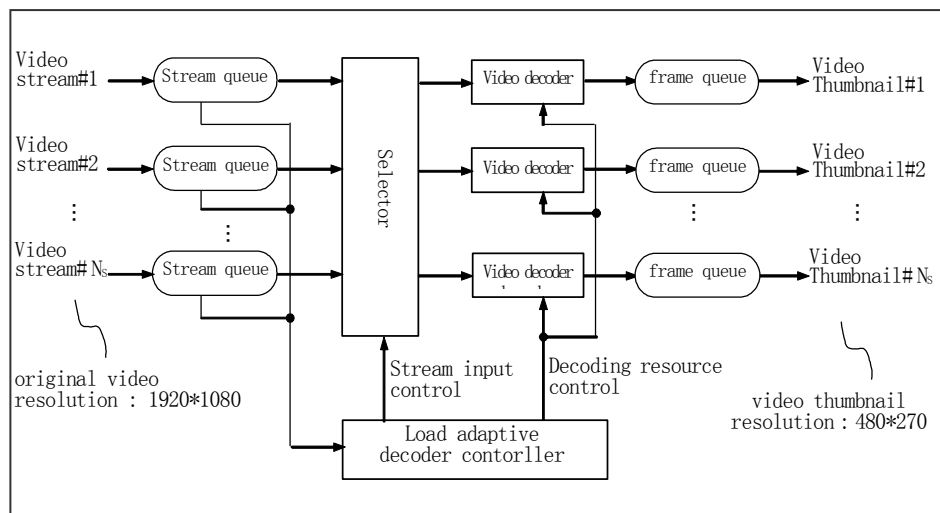 Video
stream#1
Stream queue
Video decoder
frame queue
Video
Thumbnail#1
Video
stream#2
Stream queue
Selector
Video decoder
frame queue
Video
Thumbnail#2
Video
stream# Ns
Stream queue
Video decoder
frame queue
Video
Thumbnail# Ns
original video
resolution : 1920*1080
Stream input
control
Decoding resource
control
video thumbnail
resolution : 480*270
Load adaptive
decoder contorller